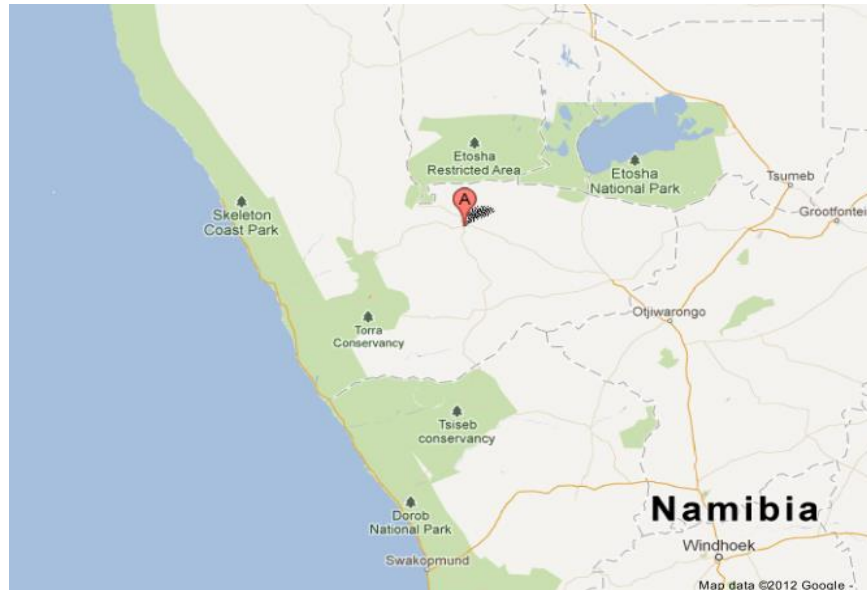 Etosha
Restricted Area
Etosha
National Park
Tsumeb
Grootfontein
A
Skeleton
Coast Park
Otjiwarongo
Torra
Conservancy
Tsiseb
conservancy
Namibia
Dorob
National Park
Windhoek
Swakopmund
Map data ©2012 Google -